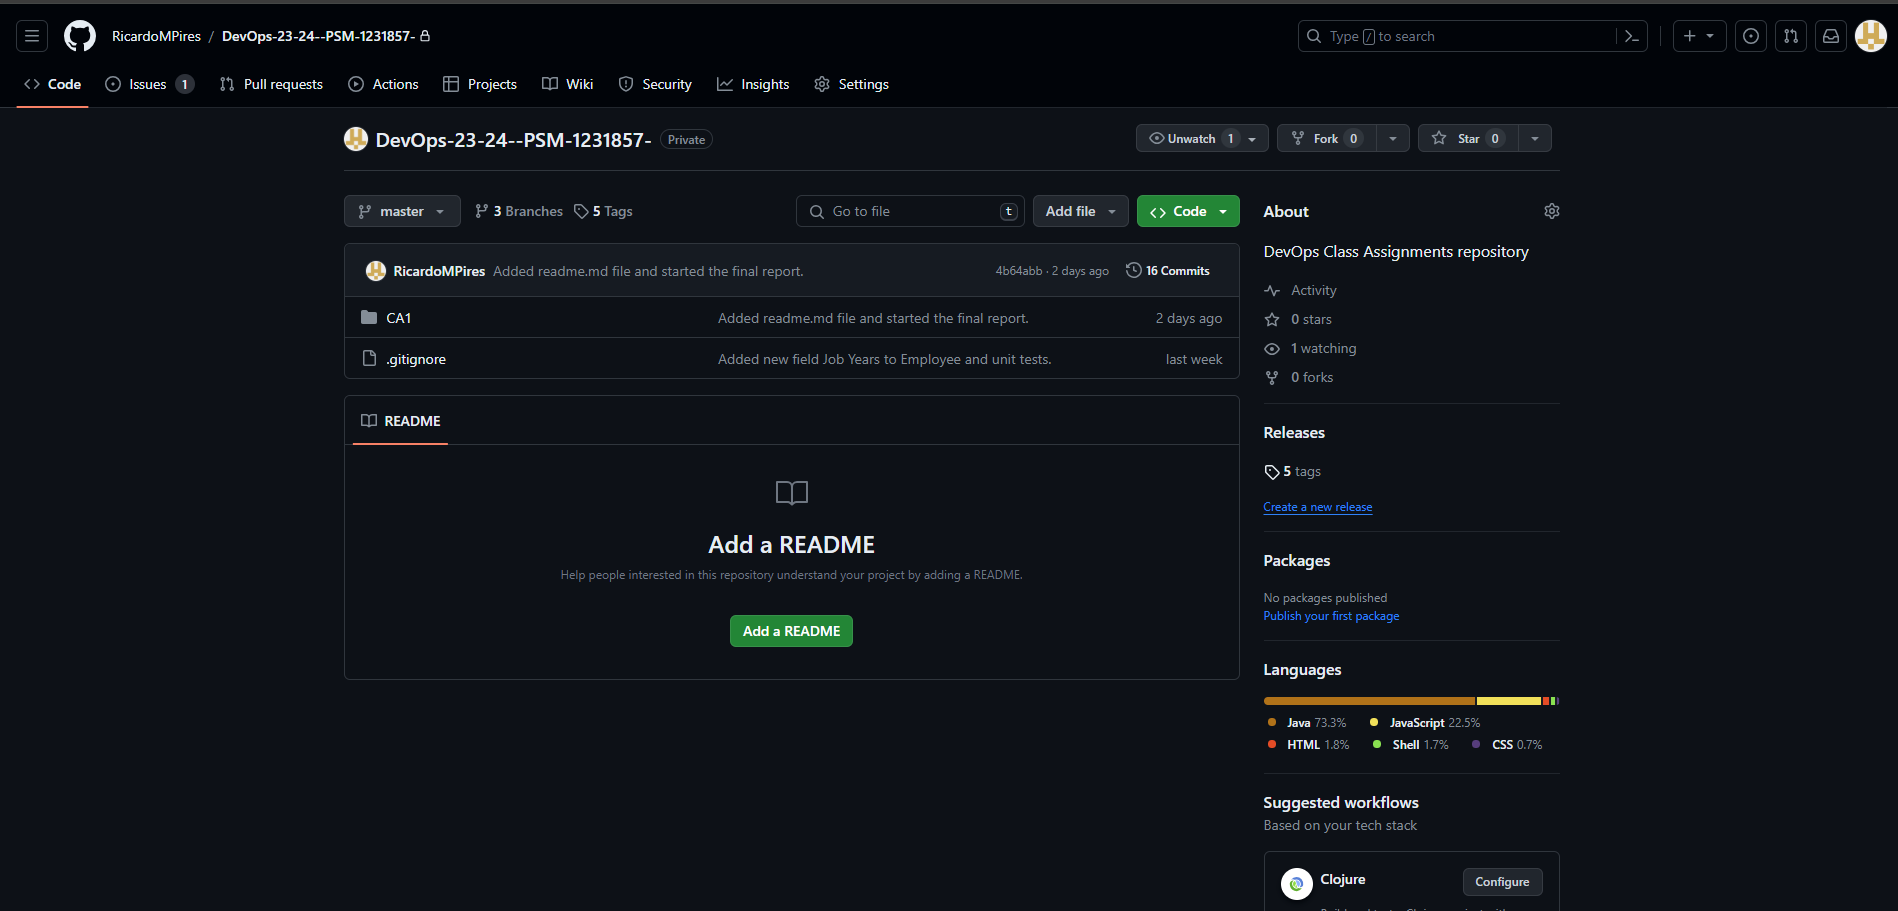 RicardoMPires / DevOps-23-24--PSM-1231857-
Type / to search
Code Issues 1 Pull requests Actions Projects Wiki Security Insights Settings
DevOps-23-24--PSM-1231857- Private
Unwatch 1 Fork 0 Star 0
master 3 Branches 5 Tags
Go to file t Add file Code
RicardoMPires Added readme.md file and started the final report. 4b64abb · 2 days ago 16 Commits
CA1 Added readme.md file and started the final report. 2 days ago
.gitignore Added new field Job Years to Employee and unit tests. last week
README
Add a README
Help people interested in this repository understand your project by adding a README.
Add a README
About
DevOps Class Assignments repository
Activity
0 stars
1 watching
0 forks
Releases
5 tags
Create a new release
Packages
No packages published
Publish your first package
Languages
Java 73.3% JavaScript 22.5%
HTML 1.8% Shell 1.7% CSS 0.7%
Suggested workflows
Based on your tech stack
Clojure Configure